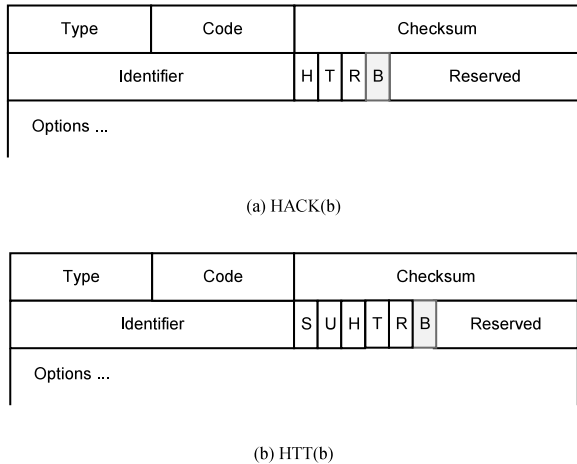 Type Code Checksum
Identifier H T R B Reserved
Options ...
(a) HACK(b)
Type Code Checksum
Identifier S U H T R B Reserved
Options ...
(b) HTT(b)